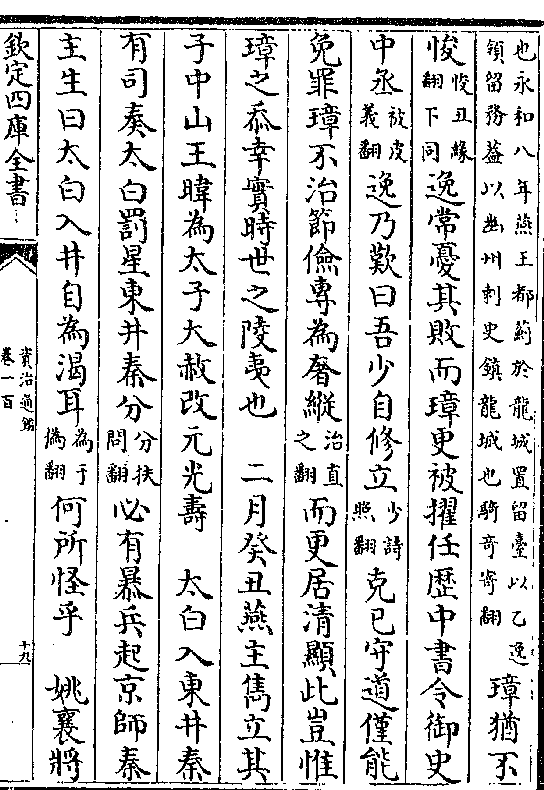 也永和八年燕王都薊於龍城置留臺以乙逸
領留務葢以幽州刺史鎮龍城也騎奇寄翻
璋猶不
悛悛丑緣翻下同逸常憂其敗而璋更被擢任歷中書令御史
中丞被皮義翻逸乃歎曰吾少自修立少詩照翻克已守道僅能
免罪璋不治節儉專為奢縱治直之翻而更居清顯此豈惟
璋之忝幸實時世之陵夷也　二月癸丑燕主雋立其
子中山王暐為太子大赦改元光壽　太白入東井秦
有司奏太白罰星東井秦分分扶問翻必有暴兵起京師秦
主生曰太白入井自為渴耳為于偽翻何所怪乎　姚襄將
欽定四庫全書
資治通鑑
卷一百
十九